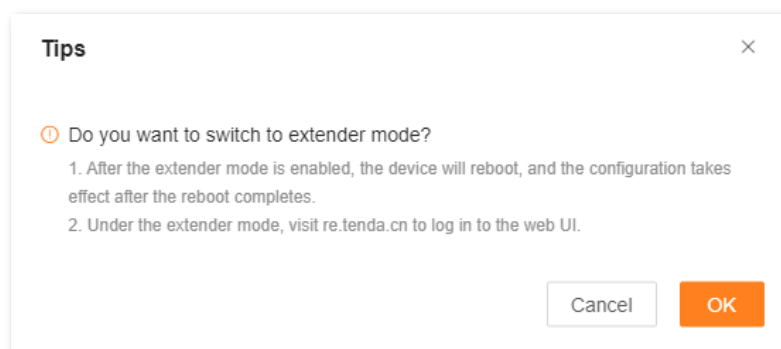 Tips
Do you want to switch to extender mode?
1. After the extender mode is enabled, the device will reboot, and the configuration takes
effect after the reboot completes.
2. Under the extender mode, visit re.tenda.cn to log in to the web UI.
Cancel
OK